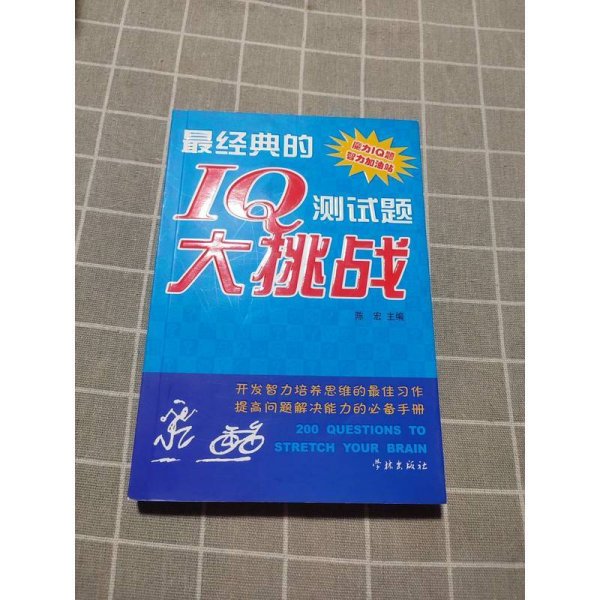 最经典的
魔力IQ题
智力加油站
IQ测试题
大挑战
陈 宏 主编
开发智力培养思维的最佳习作
提高问题解决能力的必备手册
200 QUESTIONS TO
STRETCH YOUR BRAIN
学林出版社